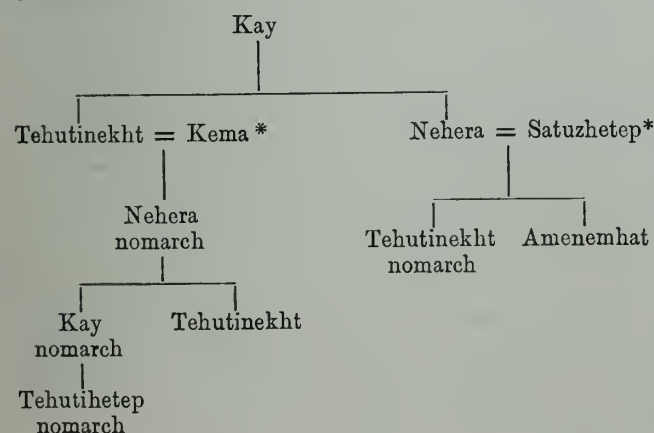 Kay
Tehutinekht = Kema * Nehera = Satuzhetep*
Nehera
nomarch
Tehutinekht Amenemhat
nomarch
Kay Tehutinekht
nomarch
Tehutihetep
nomarch